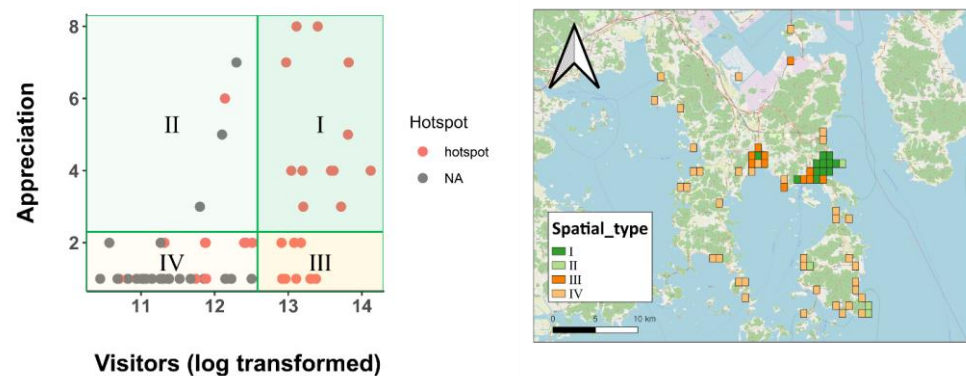 8
6
4
2
Appreciation
II
I
IV
III
11
12
13
14
Visitors (log transformed)
Hotspot
hotspot
NA
Spatial_type
I
II
III
IV
0
5
10 km